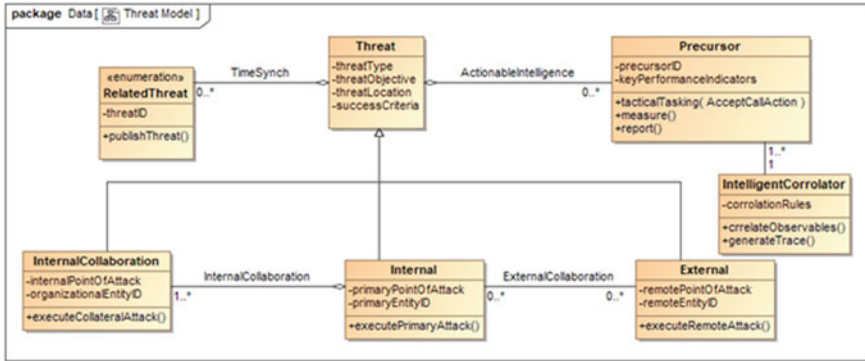 package Data [ Threat Model ]
Threat
-threatType
-threatObjective
-threatLocation
-successCriteria
«enumeration»
RelatedThreat
-threatID
+publishThreat()
TimeSynch
0..*
ActionableIntelligence
0..*
Precursor
-precursorID
-keyPerformanceIndicators
+tacticalTasking( AcceptCallAction )
+measure()
+report()
1..*
1
IntelligentCorrolator
-corrolationRules
+crrelateObservables()
+generateTrace()
InternalCollaboration
-internalPointOfAttack
-organizationalEntityID
+executeCollateralAttack()
InternalCollaboration
1..*
Internal
-primaryPointOfAttack
-primaryEntityID
+executePrimaryAttack()
ExternalCollaboration
0..*
0..*
External
-remotePointOfAttack
-remoteEntityID
+executeRemoteAttack()